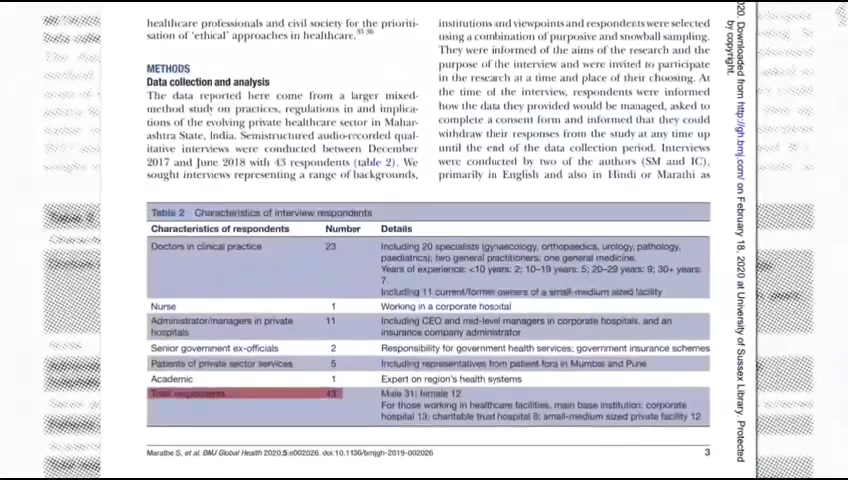 healthcare professionals and civil society for the prioriti-
sation of 'ethical' approaches in healthcare.
METHODS
Data collection and analysis
The data reported here come from a larger mixed-
method study on practices, regulations in and implica-
tions of the evolving private healthcare sector in Mahar-
ashtra State, India. Semistructured audio-recorded qual-
itative interviews were conducted between December
2017 and June 2018 with 43 respondents (table 2). We
sought interviews representing a range of backgrounds,
institutions and viewpoints and respondents were selected
using a combination of purposive and snowball sampling.
They were informed of the aims of the research and the
purpose of the interview and were invited to participate
in the research at a time and place of their choosing. At
the time of the interview, respondents were informed
how the data they provided would be managed, asked to
complete a consent form and informed that they could
withdraw their responses from the study at any time up
until the end of the data collection period. Interviews
were conducted by two of the authors (SM and IC),
primarily in English and also in Hindi or Marathi as
Table 2 Characteristics of interview respondents
Characteristics of respondents Number Details
Doctors in clinical practice 23 Including 20 specialists (gynaecology, orthopaedics, urology, pathology,
paediatrics); two general practitioners; one general medicine.
Years of experience: <10 years: 2; 10–19 years: 5; 20–29 years: 9; 30+ years:
7.
Including 11 current/former owners of a small-medium sized facility
Nurse 1 Working in a corporate hospital
Administrator/managers in private 11 Including CEO and mid-level managers in corporate hospitals, and an
hospitals insurance company administrator
Senior government ex-officials 2 Responsibility for government health services; government insurance schemes
Patients of private sector services 5 Including representatives from patient fora in Mumbai and Pune
Academic 1 Expert on region's health systems
Total respondents 43 Male 31; female 12
For those working in healthcare facilities, main base institution: corporate
hospital 13; charitable trust hospital 8; small-medium sized private facility 12
Marathe S, et al. BMJ Global Health 2020;5:e002026. doi:10.1136/bmjgh-2019-002026 3
20. Downloaded from http://gh.bmj.com/ on February 18, 2020 at University of Sussex Library. Protected
by copyright.